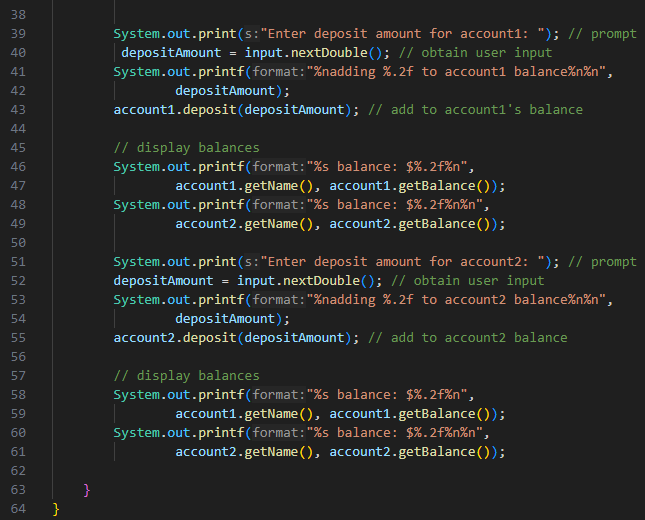 38
39 System.out.print(s:"Enter deposit amount for account1: "); // prompt
40 depositAmount = input.nextDouble(); // obtain user input
41 System.out.printf(format:"%nadding %.2f to account1 balance%n%n",
42 depositAmount);
43 account1.deposit(depositAmount); // add to account1's balance
44
45 // display balances
46 System.out.printf(format:"%s balance: $%.2f%n",
47 account1.getName(), account1.getBalance());
48 System.out.printf(format:"%s balance: $%.2f%n%n",
49 account2.getName(), account2.getBalance());
50
51 System.out.print(s:"Enter deposit amount for account2: "); // prompt
52 depositAmount = input.nextDouble(); // obtain user input
53 System.out.printf(format:"%nadding %.2f to account2 balance%n%n",
54 depositAmount);
55 account2.deposit(depositAmount); // add to account2 balance
56
57 // display balances
58 System.out.printf(format:"%s balance: $%.2f%n",
59 account1.getName(), account1.getBalance());
60 System.out.printf(format:"%s balance: $%.2f%n%n",
61 account2.getName(), account2.getBalance());
62
63 }
64 }